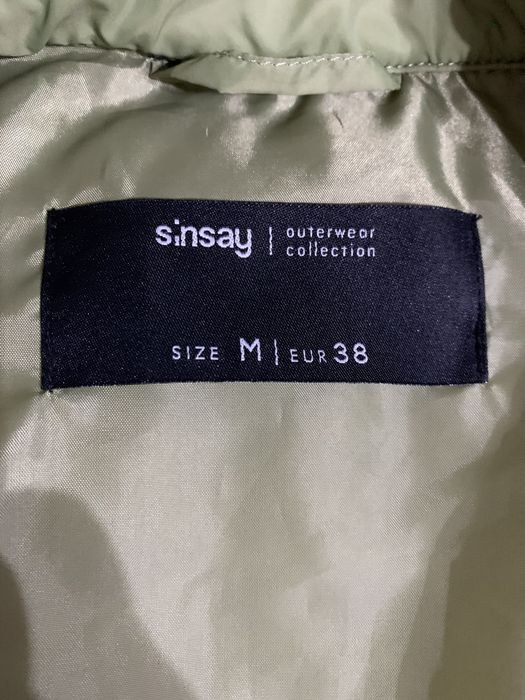 sinsay | outerwear
collection
SIZE M | EUR 38